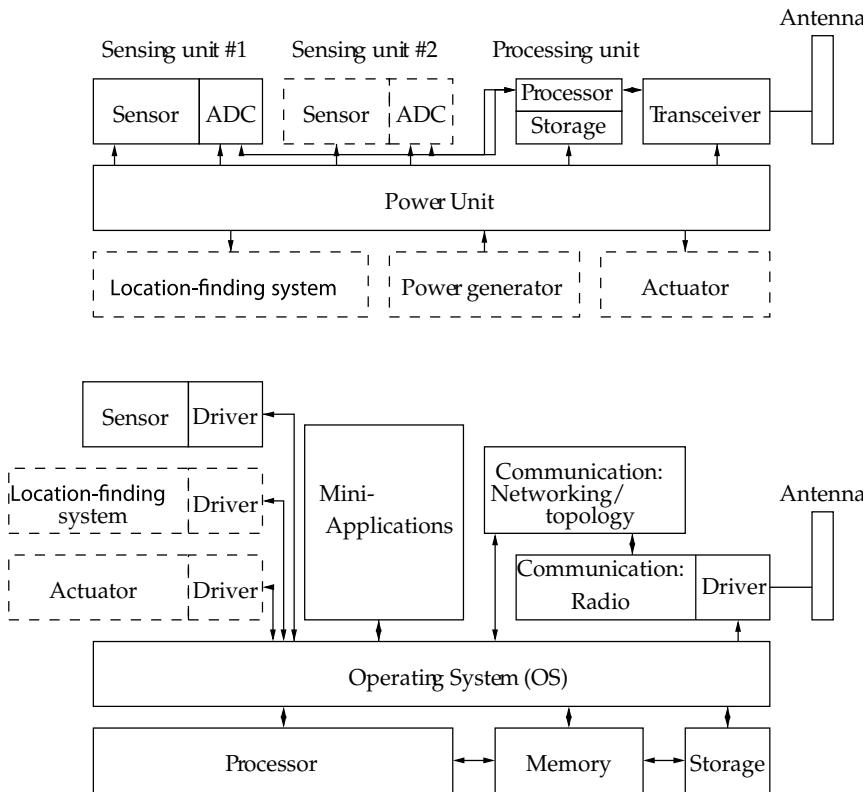 Antenna
Sensing unit #1 Sensing unit #2 Processing unit
Sensor ADC Sensor ADC Processor Transceiver
Storage
Power Unit
Location-finding system Power generator Actuator
Sensor Driver
Mini-
Applications
Communication:
Networking/
topology
Location-finding
system
Driver
Antenna
Actuator Driver
Communication:
Radio
Driver
Operating System (OS)
Processor Memory Storage